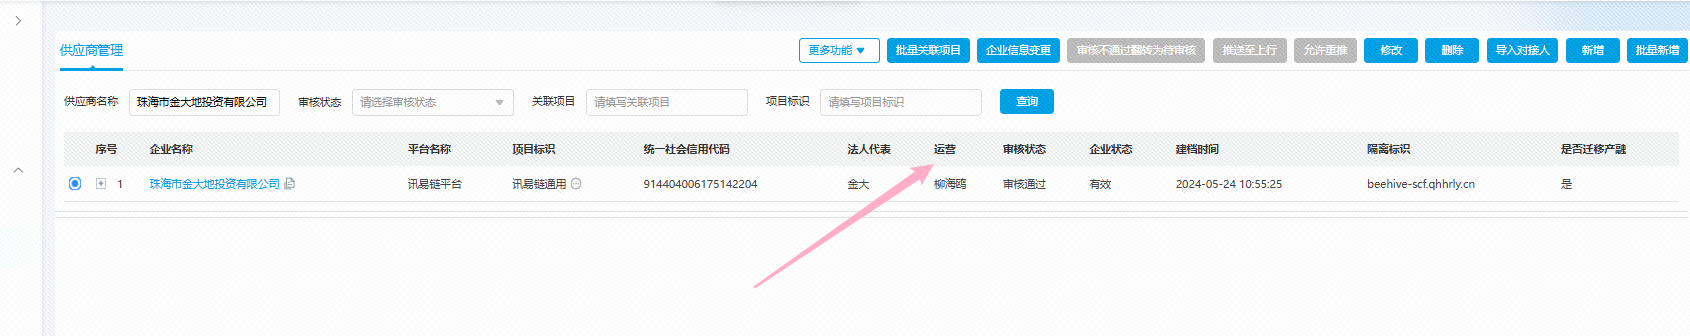 供应商管理
更多功能 批量关联项目 企业信息变更 审核不通过翻转为待审核 推送至上行 允许重推 修改 删除 导入对接人 新增 批量新增
供应商名称 珠海市金大地投资有限公司 审核状态 请选择审核状态 关联项目 请填写关联项目 项目标识 请填写项目标识 查询
序号 企业名称 平台名称 项目标识 统一社会信用代码 法人代表 运营 审核状态 企业状态 建档时间 隔离标识 是否迁移产融
1 珠海市金大地投资有限公司 讯易链平台 讯易链通用 914404006175142204 金大 柳海鸥 审核通过 有效 2024-05-24 10:55:25 beehive-scf.qhhrly.cn 是